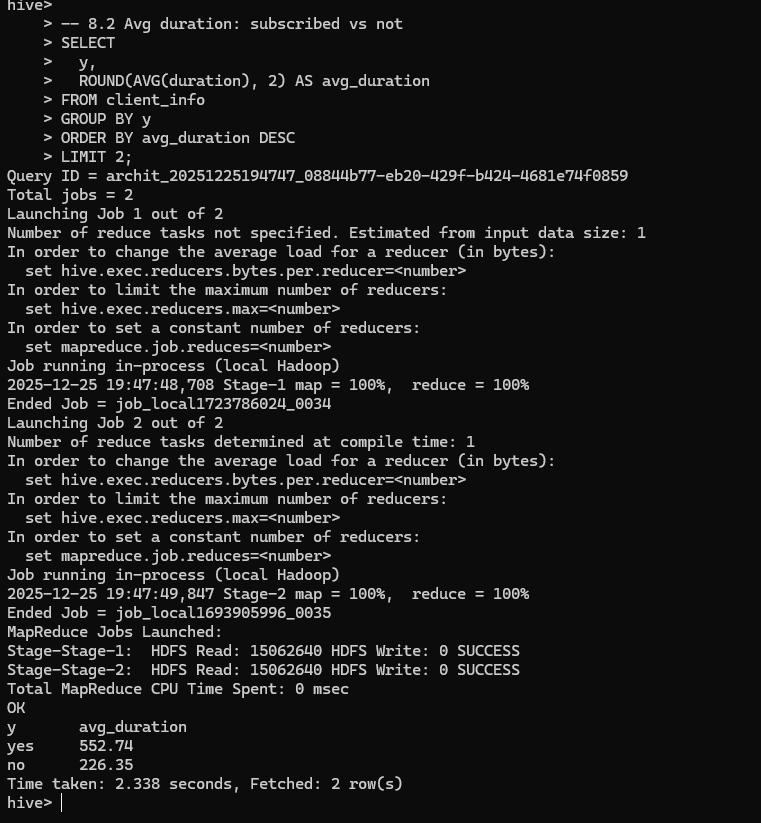 hive>
    > -- 8.2 Avg duration: subscribed vs not
    > SELECT
    >   y,
    >   ROUND(AVG(duration), 2) AS avg_duration
    > FROM client_info
    > GROUP BY y
    > ORDER BY avg_duration DESC
    > LIMIT 2;
Query ID = archit_20251225194747_08844b77-eb20-429f-b424-4681e74f0859
Total jobs = 2
Launching Job 1 out of 2
Number of reduce tasks not specified. Estimated from input data size: 1
In order to change the average load for a reducer (in bytes):
  set hive.exec.reducers.bytes.per.reducer=<number>
In order to limit the maximum number of reducers:
  set hive.exec.reducers.max=<number>
In order to set a constant number of reducers:
  set mapreduce.job.reduces=<number>
Job running in-process (local Hadoop)
2025-12-25 19:47:48,708 Stage-1 map = 100%,  reduce = 100%
Ended Job = job_local1723786024_0034
Launching Job 2 out of 2
Number of reduce tasks determined at compile time: 1
In order to change the average load for a reducer (in bytes):
  set hive.exec.reducers.bytes.per.reducer=<number>
In order to limit the maximum number of reducers:
  set hive.exec.reducers.max=<number>
In order to set a constant number of reducers:
  set mapreduce.job.reduces=<number>
Job running in-process (local Hadoop)
2025-12-25 19:47:49,847 Stage-2 map = 100%,  reduce = 100%
Ended Job = job_local1693905996_0035
MapReduce Jobs Launched:
Stage-Stage-1:  HDFS Read: 15062640 HDFS Write: 0 SUCCESS
Stage-Stage-2:  HDFS Read: 15062640 HDFS Write: 0 SUCCESS
Total MapReduce CPU Time Spent: 0 msec
OK
y       avg_duration
yes     552.74
no      226.35
Time taken: 2.338 seconds, Fetched: 2 row(s)
hive>